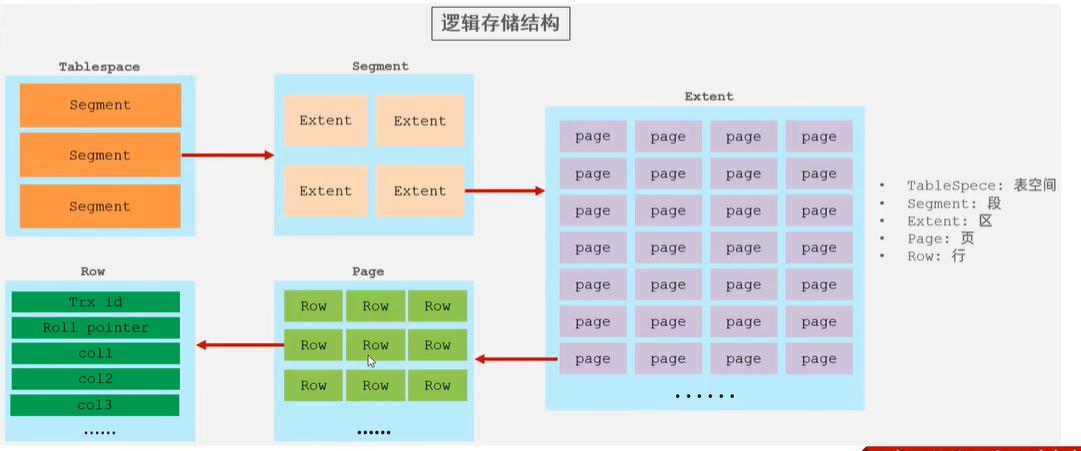 逻辑存储结构
Tablespace
Segment
Segment
Segment
Segment
Extent Extent
Extent Extent
Extent
page page page page
page page page page
page page page page
page page page page
page page page page
page page page page
page page page page
......
• TableSpece: 表空间
• Segment: 段
• Extent: 区
• Page: 页
• Row: 行
Row
Trx id
Roll pointer
col1
col2
col3
......
Page
Row Row Row
Row Row Row
Row Row Row
......